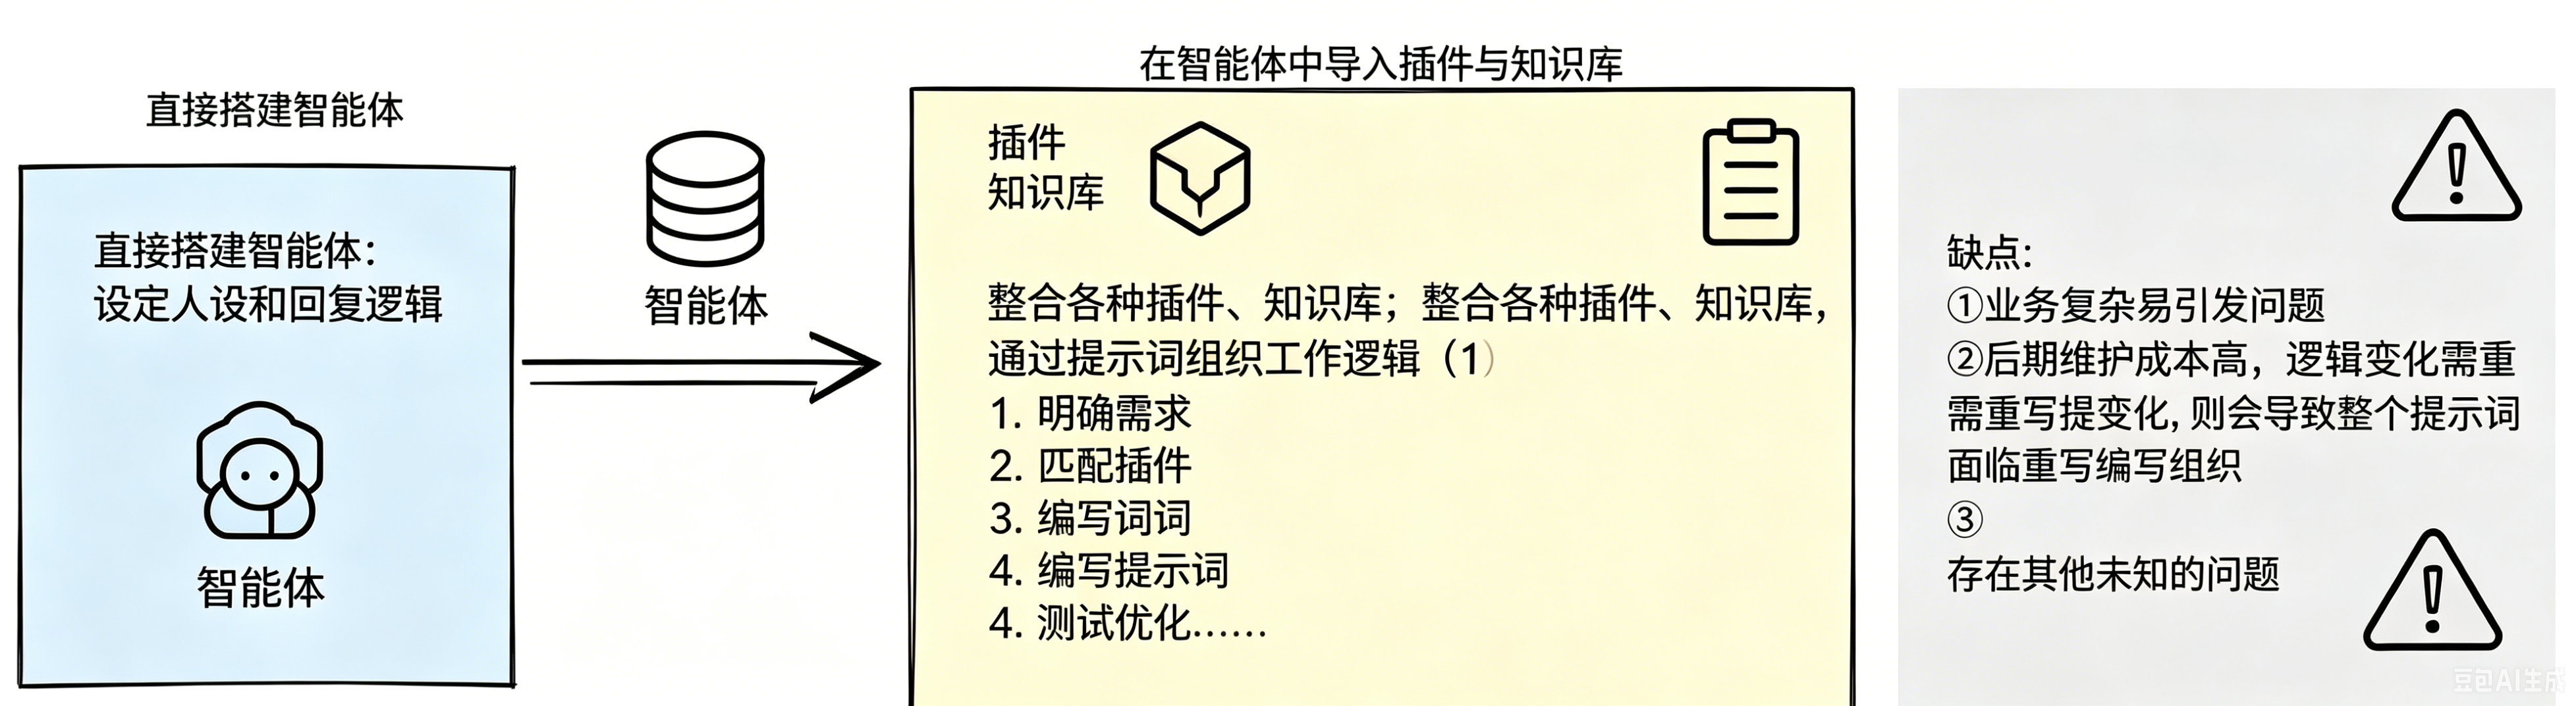 直接搭建智能体
直接搭建智能体:
设定人设和回复逻辑
智能体
智能体
在智能体中导入插件与知识库
插件
知识库
整合各种插件、知识库；整合各种插件、知识库，
通过提示词组织工作逻辑（1）
1. 明确需求
2. 匹配插件
3. 编写词词
4. 编写提示词
4. 测试优化……
缺点:
①业务复杂易引发问题
②后期维护成本高，逻辑变化需重
需重写提变化, 则会导致整个提示词
面临重写编写组织
③
存在其他未知的问题
豆包AI生成